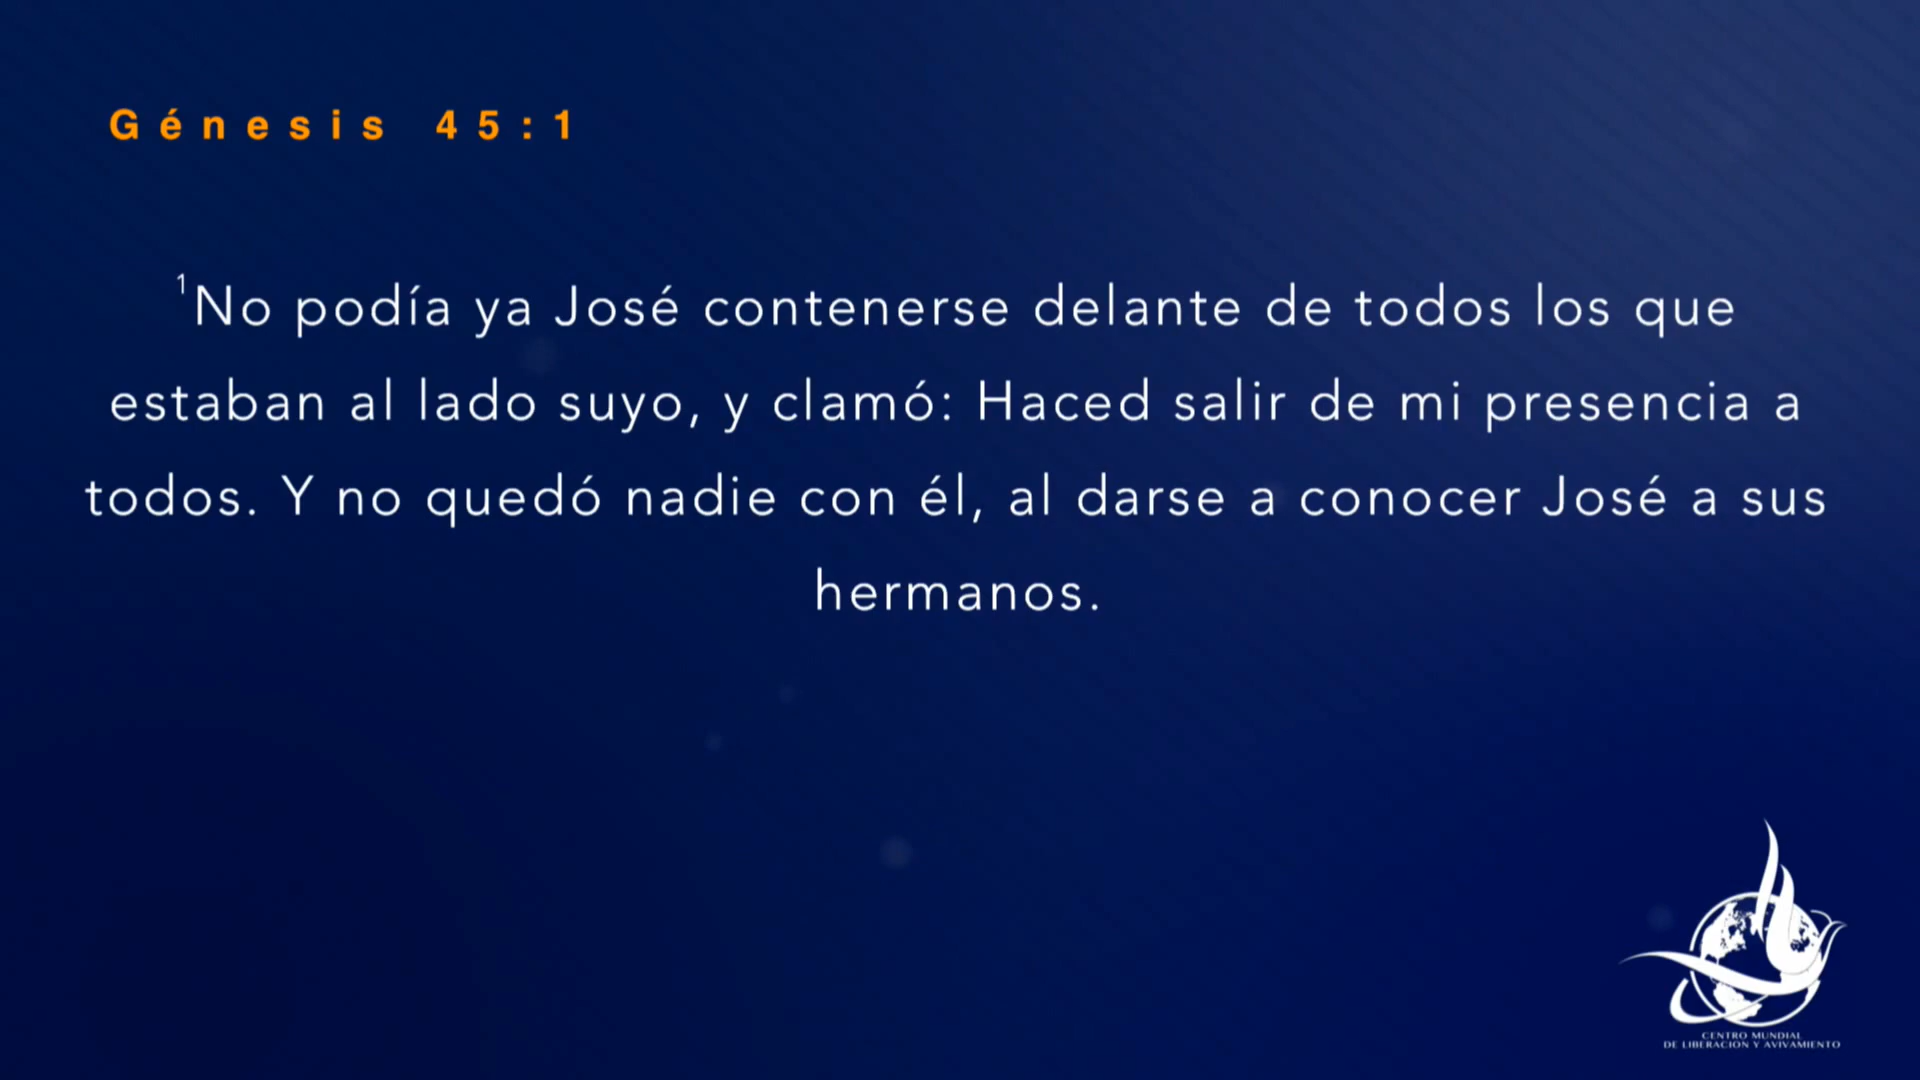 Génesis 45:1
1No podía ya José contenerse delante de todos los que
estaban al lado suyo, y clamó: Haced salir de mi presencia a
todos. Y no quedó nadie con él, al darse a conocer José a sus
hermanos.
CENTRO MUNDIAL
DE LIBERACION Y AVIVAMIENTO